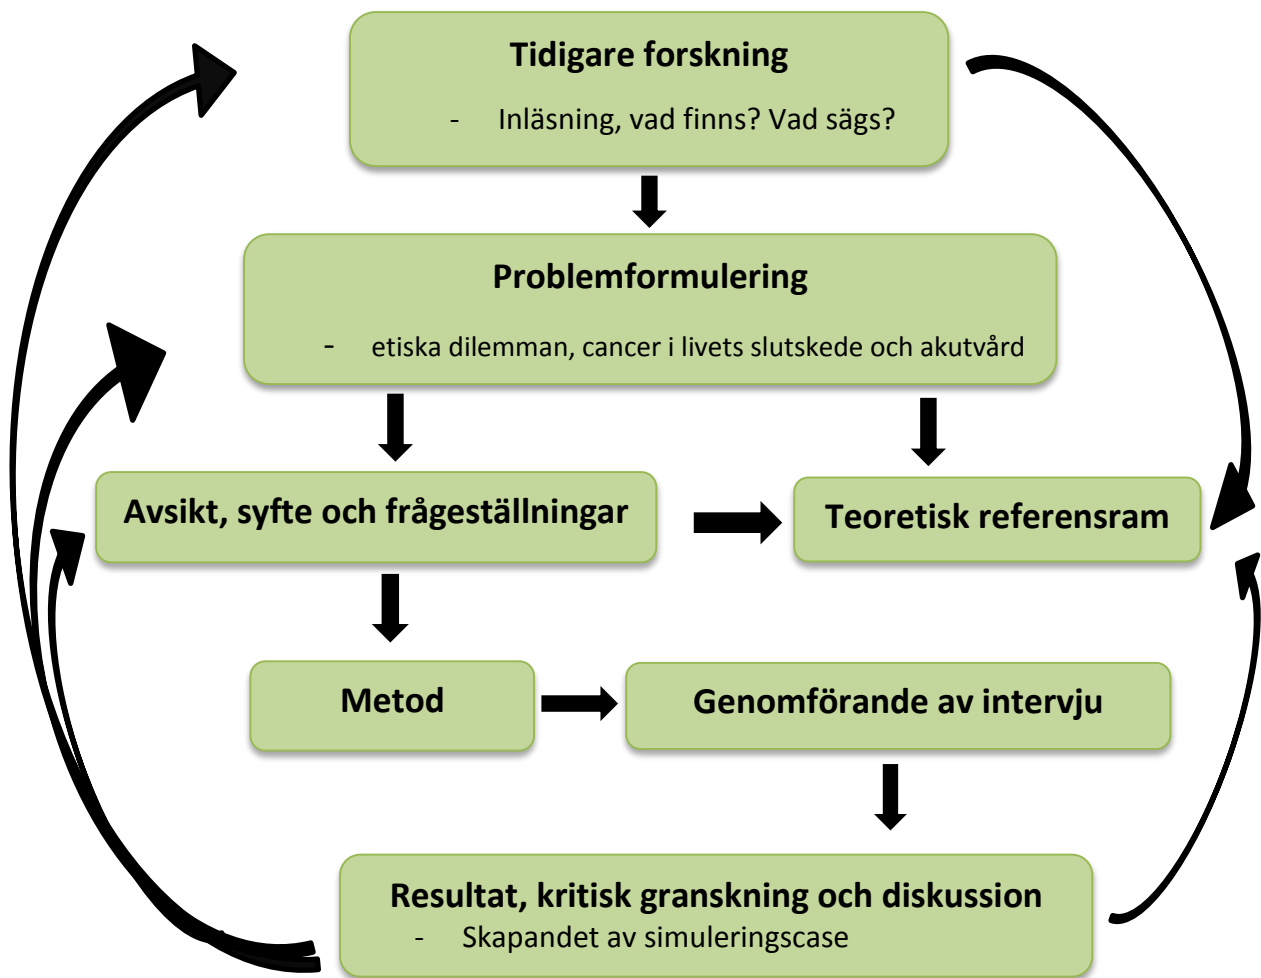 Tidigare forskning
- Inläsning, vad finns? Vad sägs?
Problemformulering
- etiska dilemman, cancer i livets slutskede och akutvård
Avsikt, syfte och frågeställningar
Teoretisk referensram
Metod
Genomförande av intervju
Resultat, kritisk granskning och diskussion
- Skapandet av simuleringscase